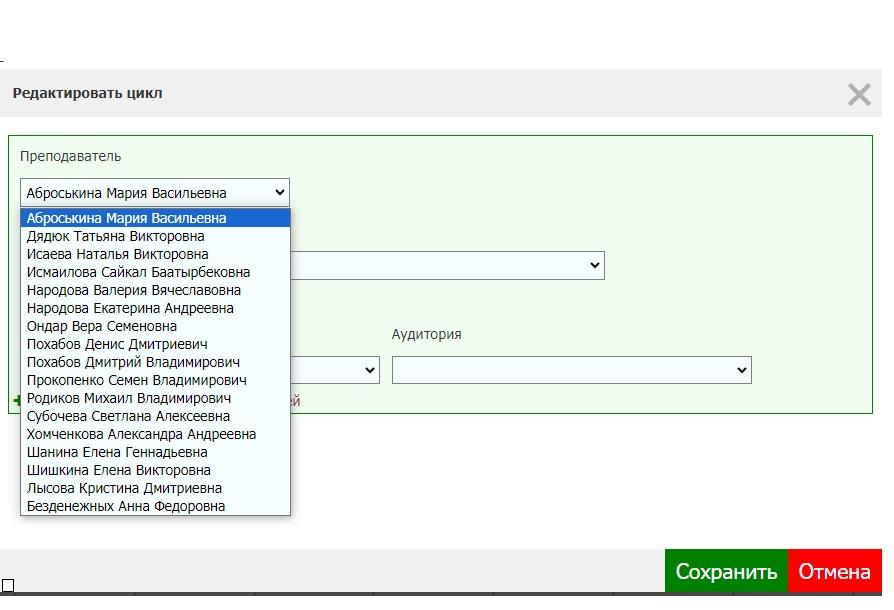 Редактировать цикл
Преподаватель
Аброськина Мария Васильевна
Аброськина Мария Васильевна
Дядюк Татьяна Викторовна
Исаева Наталья Викторовна
Исмаилова Сайкал Баатырбековна
Народова Валерия Вячеславовна
Народова Екатерина Андреевна
Ондар Вера Семеновна
Похабов Денис Дмитриевич
Похабов Дмитрий Владимирович
Прокопенко Семен Владимирович
Родиков Михаил Владимирович
Субочева Светлана Алексеевна
Хомченкова Александра Андреевна
Шанина Елена Геннадьевна
Шишкина Елена Викторовна
Лысова Кристина Дмитриевна
Безденежных Анна Федоровна
Аудитория
Сохранить Отмена